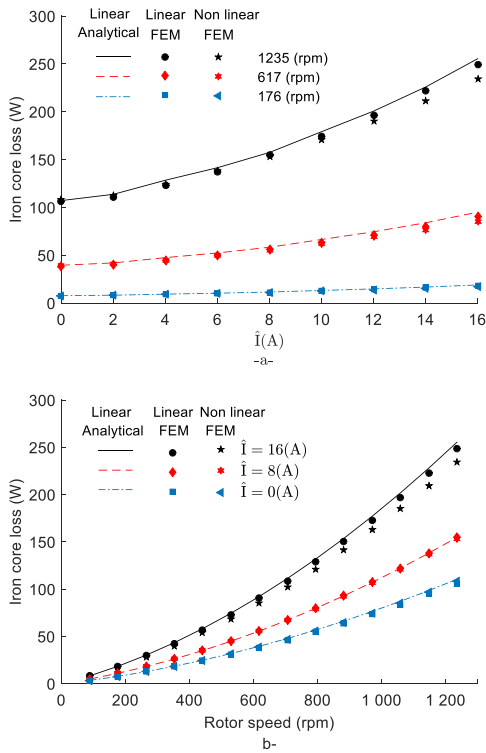 Linear Linear Non linear
Analytical FEM FEM
1235 (rpm)
617 (rpm)
176 (rpm)
Iron core loss (W)
300
250
200
150
100
50
0
0 2 4 6 8 10 12 14 16
Î(A)
-a-
Linear Linear Non linear
Analytical FEM FEM
Î = 16(A)
Î = 8(A)
Î = 0(A)
Iron core loss (W)
300
250
200
150
100
50
0
0 200 400 600 800 1 000 1 200
Rotor speed (rpm)
b-